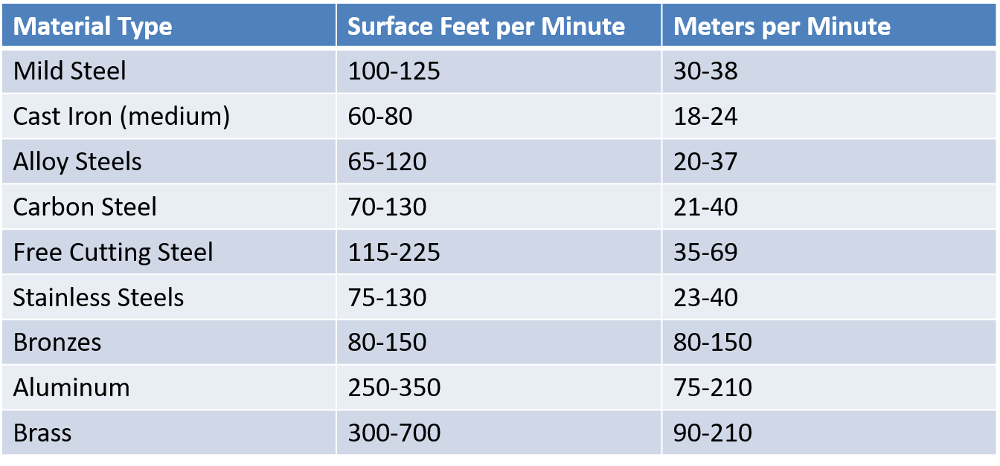 Material Type Surface Feet per Minute Meters per Minute
Mild Steel 100-125 30-38
Cast Iron (medium) 60-80 18-24
Alloy Steels 65-120 20-37
Carbon Steel 70-130 21-40
Free Cutting Steel 115-225 35-69
Stainless Steels 75-130 23-40
Bronzes 80-150 80-150
Aluminum 250-350 75-210
Brass 300-700 90-210